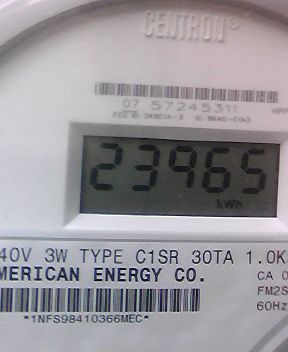 CENTRON®
07 57245311
23965
kWh
40V 3W TYPE C1SR 30TA 1.0K
MERICAN ENERGY CO.
CA 0
FM2S
60Hz
*1NFS98410366MEC*